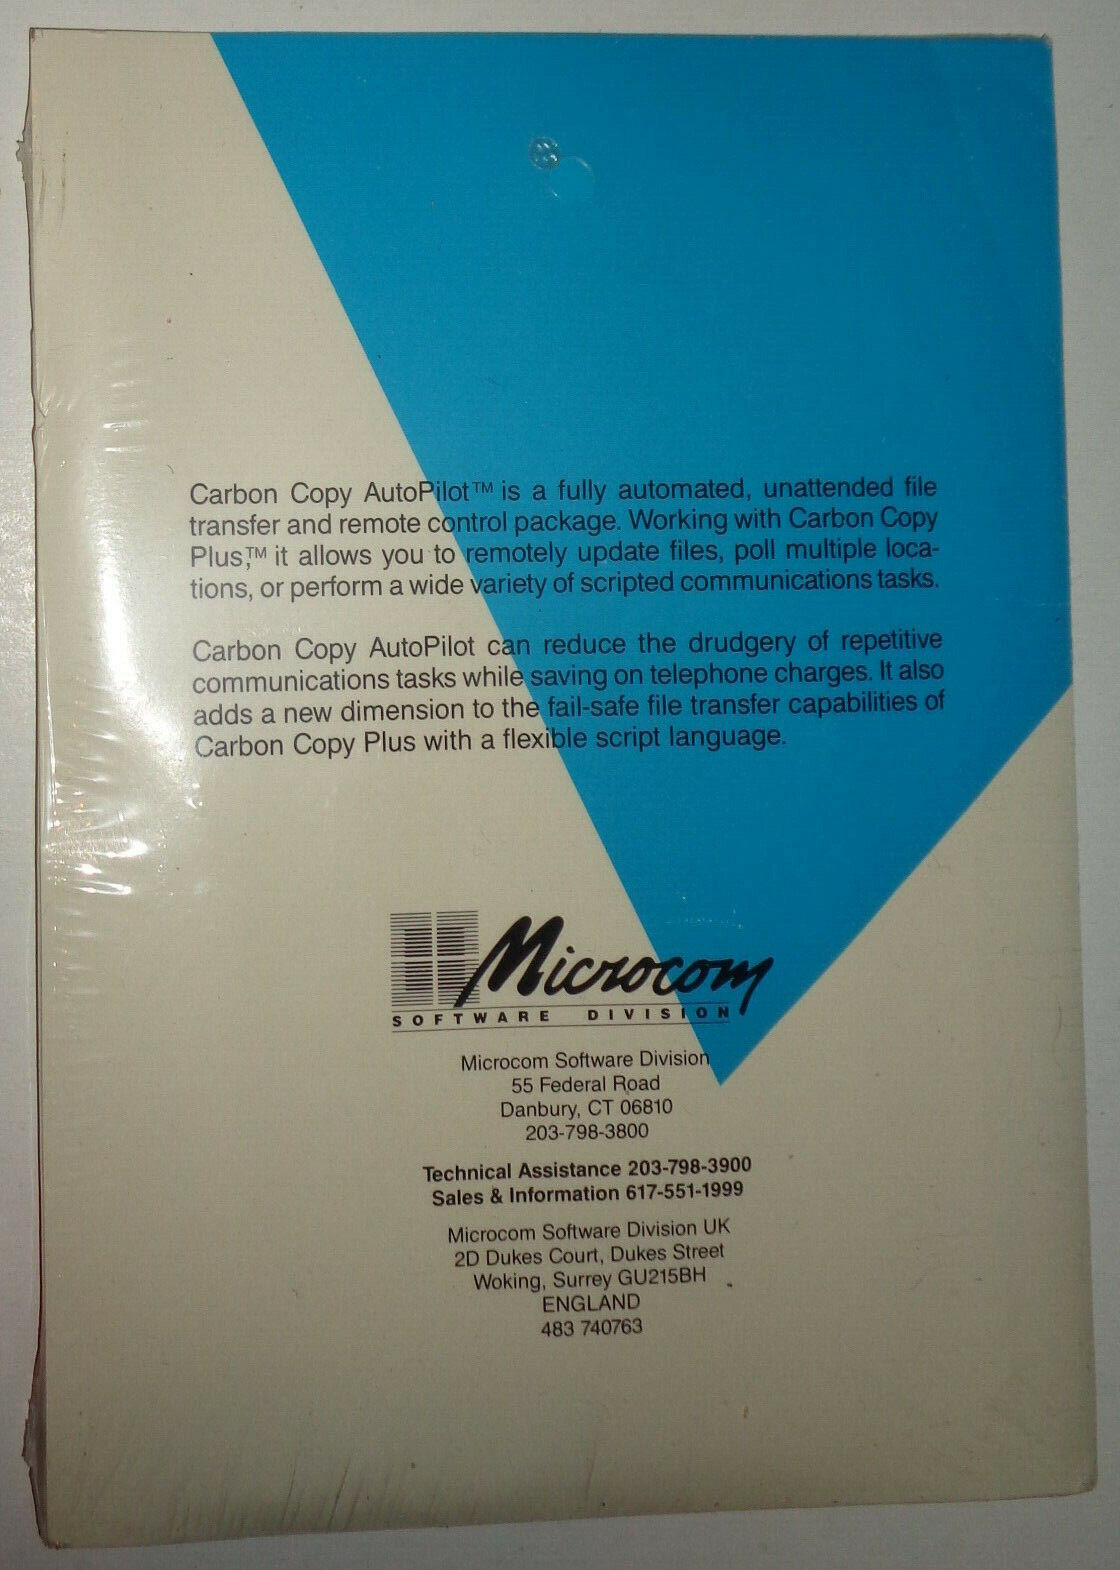 Carbon Copy AutoPilot™ is a fully automated, unattended file
transfer and remote control package. Working with Carbon Copy
Plus,™ it allows you to remotely update files, poll multiple loca-
tions, or perform a wide variety of scripted communications tasks.
Carbon Copy AutoPilot can reduce the drudgery of repetitive
communications tasks while saving on telephone charges. It also
adds a new dimension to the fail-safe file transfer capabilities of
Carbon Copy Plus with a flexible script language.
Microcom
SOFTWARE DIVISION
Microcom Software Division
55 Federal Road
Danbury, CT 06810
203-798-3800
Technical Assistance 203-798-3900
Sales & Information 617-551-1999
Microcom Software Division UK
2D Dukes Court, Dukes Street
Woking, Surrey GU215BH
ENGLAND
483 740763